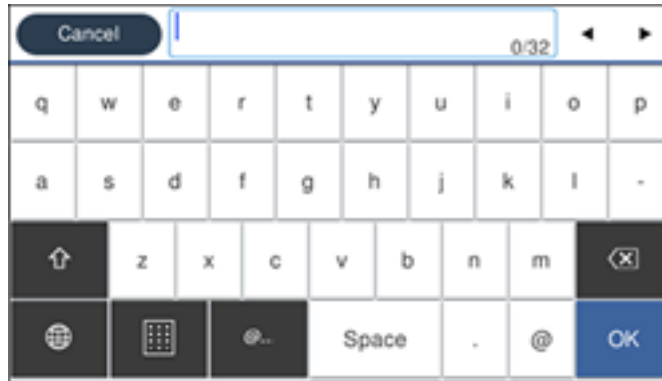 Cancel
0/32
q w e r t y u i o p
a s d f g h j k l -
z x c v b n m
@... Space . @ OK